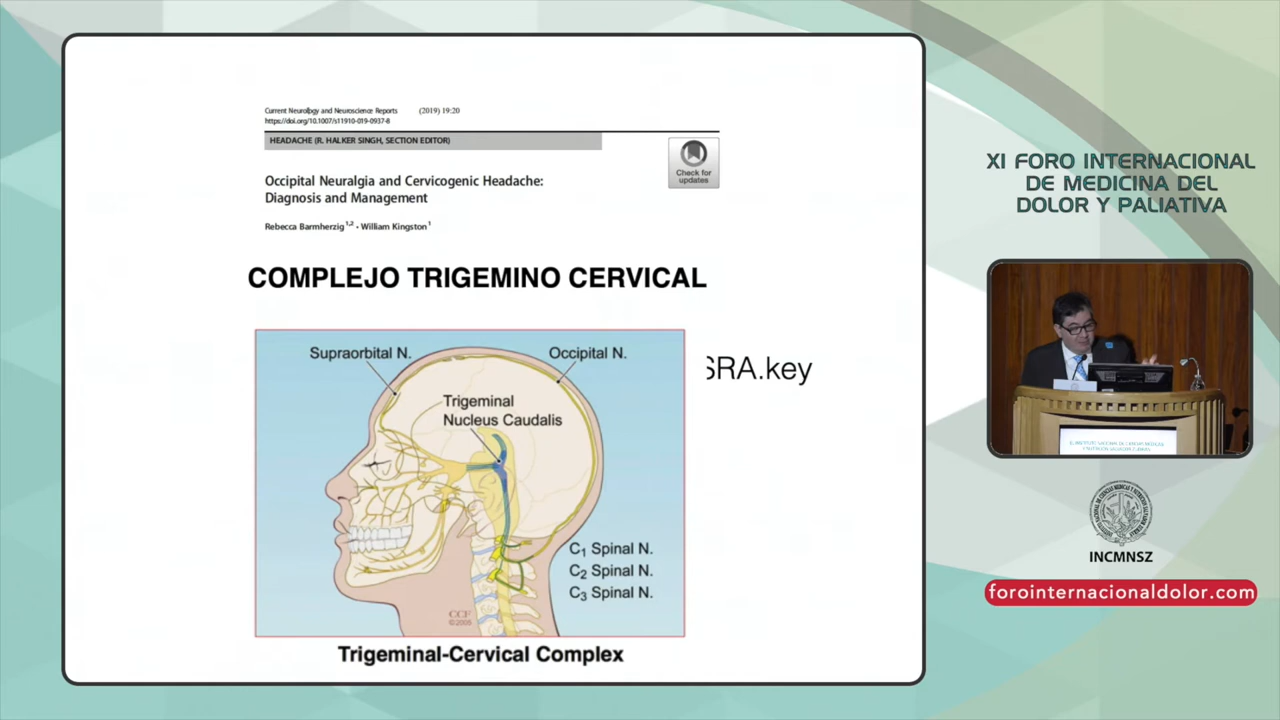 Current Neurology and Neuroscience Reports (2019) 19:20
https://doi.org/10.1007/s11910-019-0937-8
HEADACHE (R. HALKER SINGH, SECTION EDITOR)
Check for
updates
Occipital Neuralgia and Cervicogenic Headache:
Diagnosis and Management
Rebecca Barmherzig1,2 • William Kingston1
COMPLEJO TRIGEMINO CERVICAL
SRA.key
Supraorbital N.
Occipital N.
Trigeminal
Nucleus Caudalis
C1 Spinal N.
C2 Spinal N.
C3 Spinal N.
CCF
©2005
Trigeminal-Cervical Complex
XI FORO INTERNACIONAL
DE MEDICINA DEL
DOLOR Y PALIATIVA
INCMNSZ
forointernacionaldolor.com